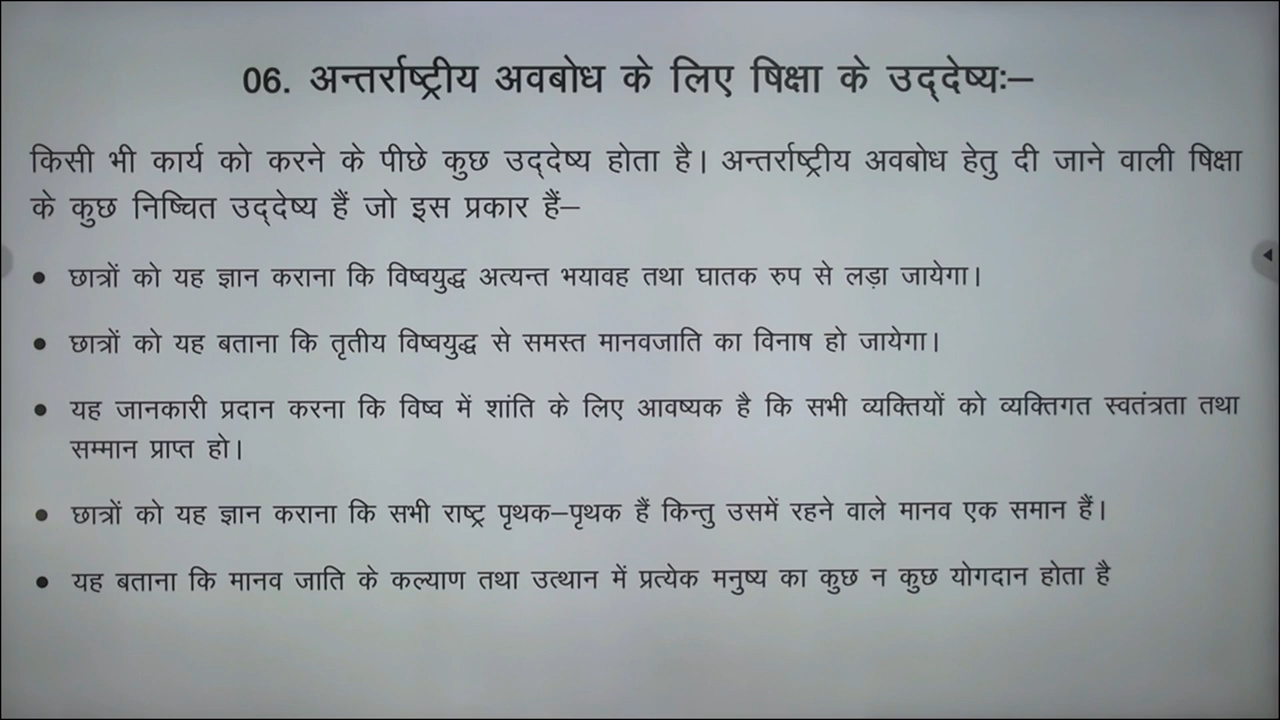 06. अन्तर्राष्ट्रीय अवबोध के लिए षिक्षा के उद्देष्यः–
किसी भी कार्य को करने के पीछे कुछ उद्देष्य होता है। अन्तर्राष्ट्रीय अवबोध हेतु दी जाने वाली षिक्षा
के कुछ निष्चित उद्देष्य हैं जो इस प्रकार हैं–
• छात्रों को यह ज्ञान कराना कि विष्वयुद्ध अत्यन्त भयावह तथा घातक रुप से लड़ा जायेगा।
• छात्रों को यह बताना कि तृतीय विष्वयुद्ध से समस्त मानवजाति का विनाष हो जायेगा।
• यह जानकारी प्रदान करना कि विष्व में शांति के लिए आवष्यक है कि सभी व्यक्तियों को व्यक्तिगत स्वतंत्रता तथा
सम्मान प्राप्त हो।
• छात्रों को यह ज्ञान कराना कि सभी राष्ट्र पृथक–पृथक हैं किन्तु उसमें रहने वाले मानव एक समान हैं।
• यह बताना कि मानव जाति के कल्याण तथा उत्थान में प्रत्येक मनुष्य का कुछ न कुछ योगदान होता है